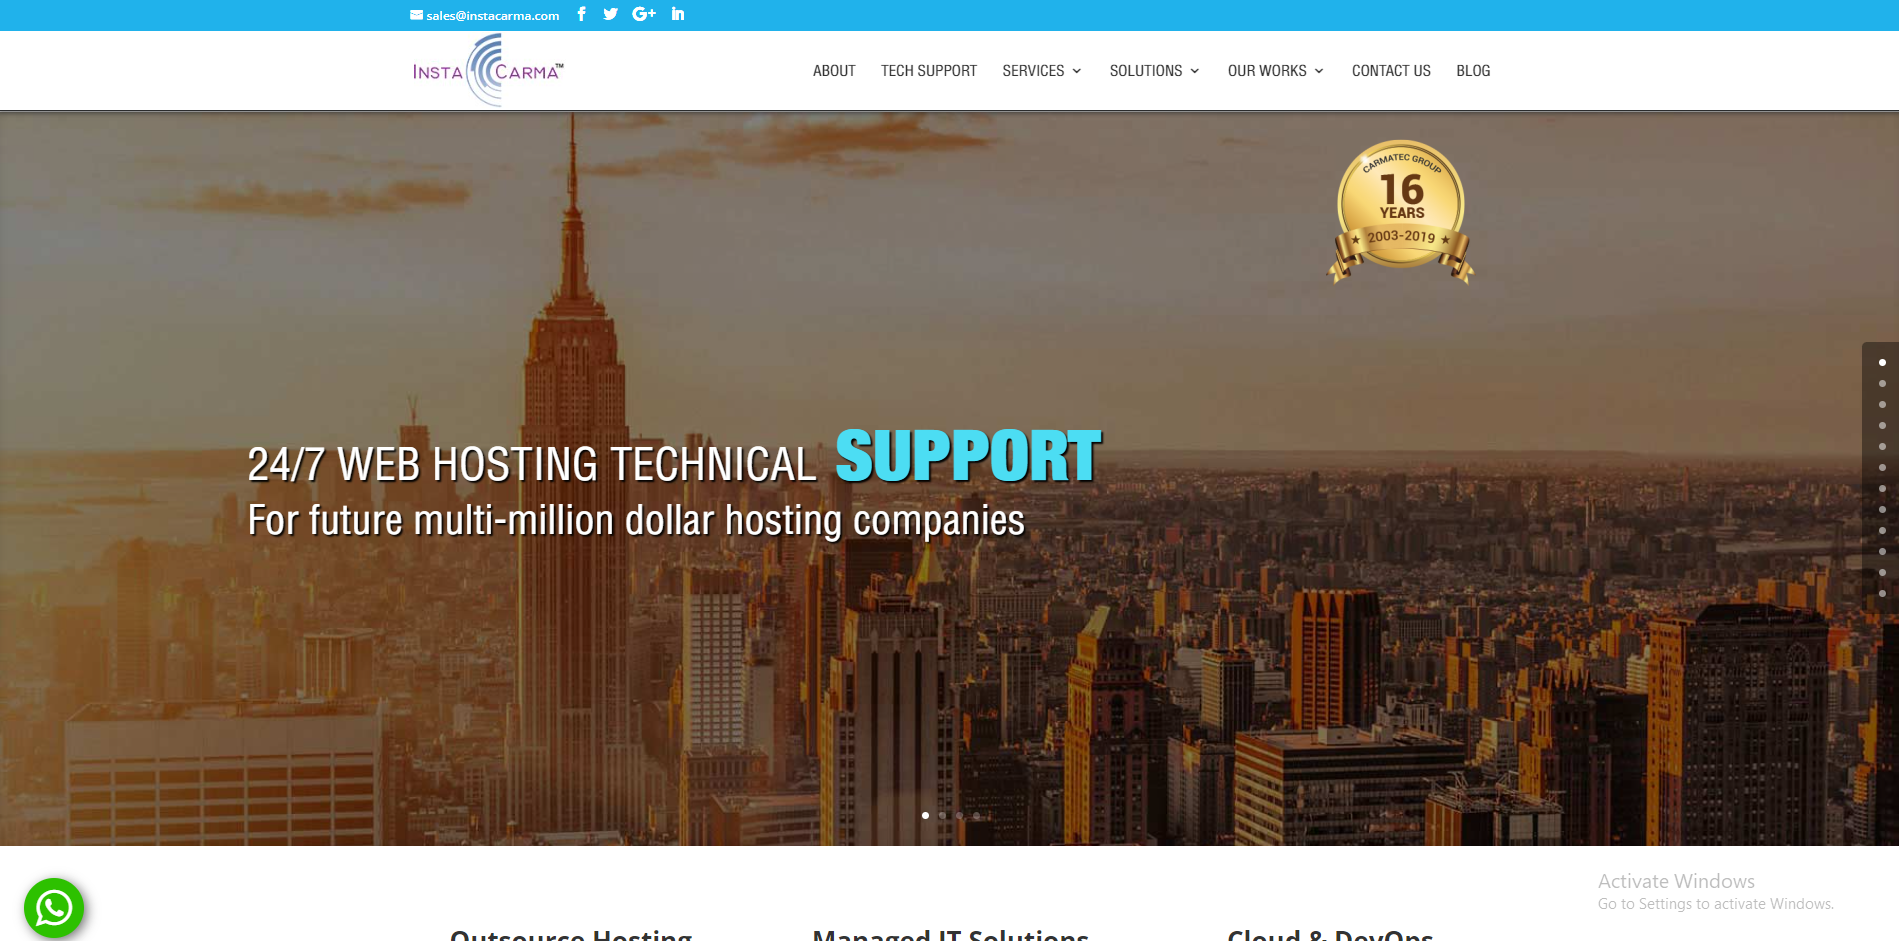 sales@instacarma.com
INSTA CARMA™
ABOUT TECH SUPPORT SERVICES SOLUTIONS OUR WORKS CONTACT US BLOG
CARMATEC GROUP
16
YEARS
2003-2019
24/7 WEB HOSTING TECHNICAL SUPPORT
For future multi-million dollar hosting companies
Activate Windows
Go to Settings to activate Windows.
Outsource Hosting Managed IT Solutions Cloud & DevOps